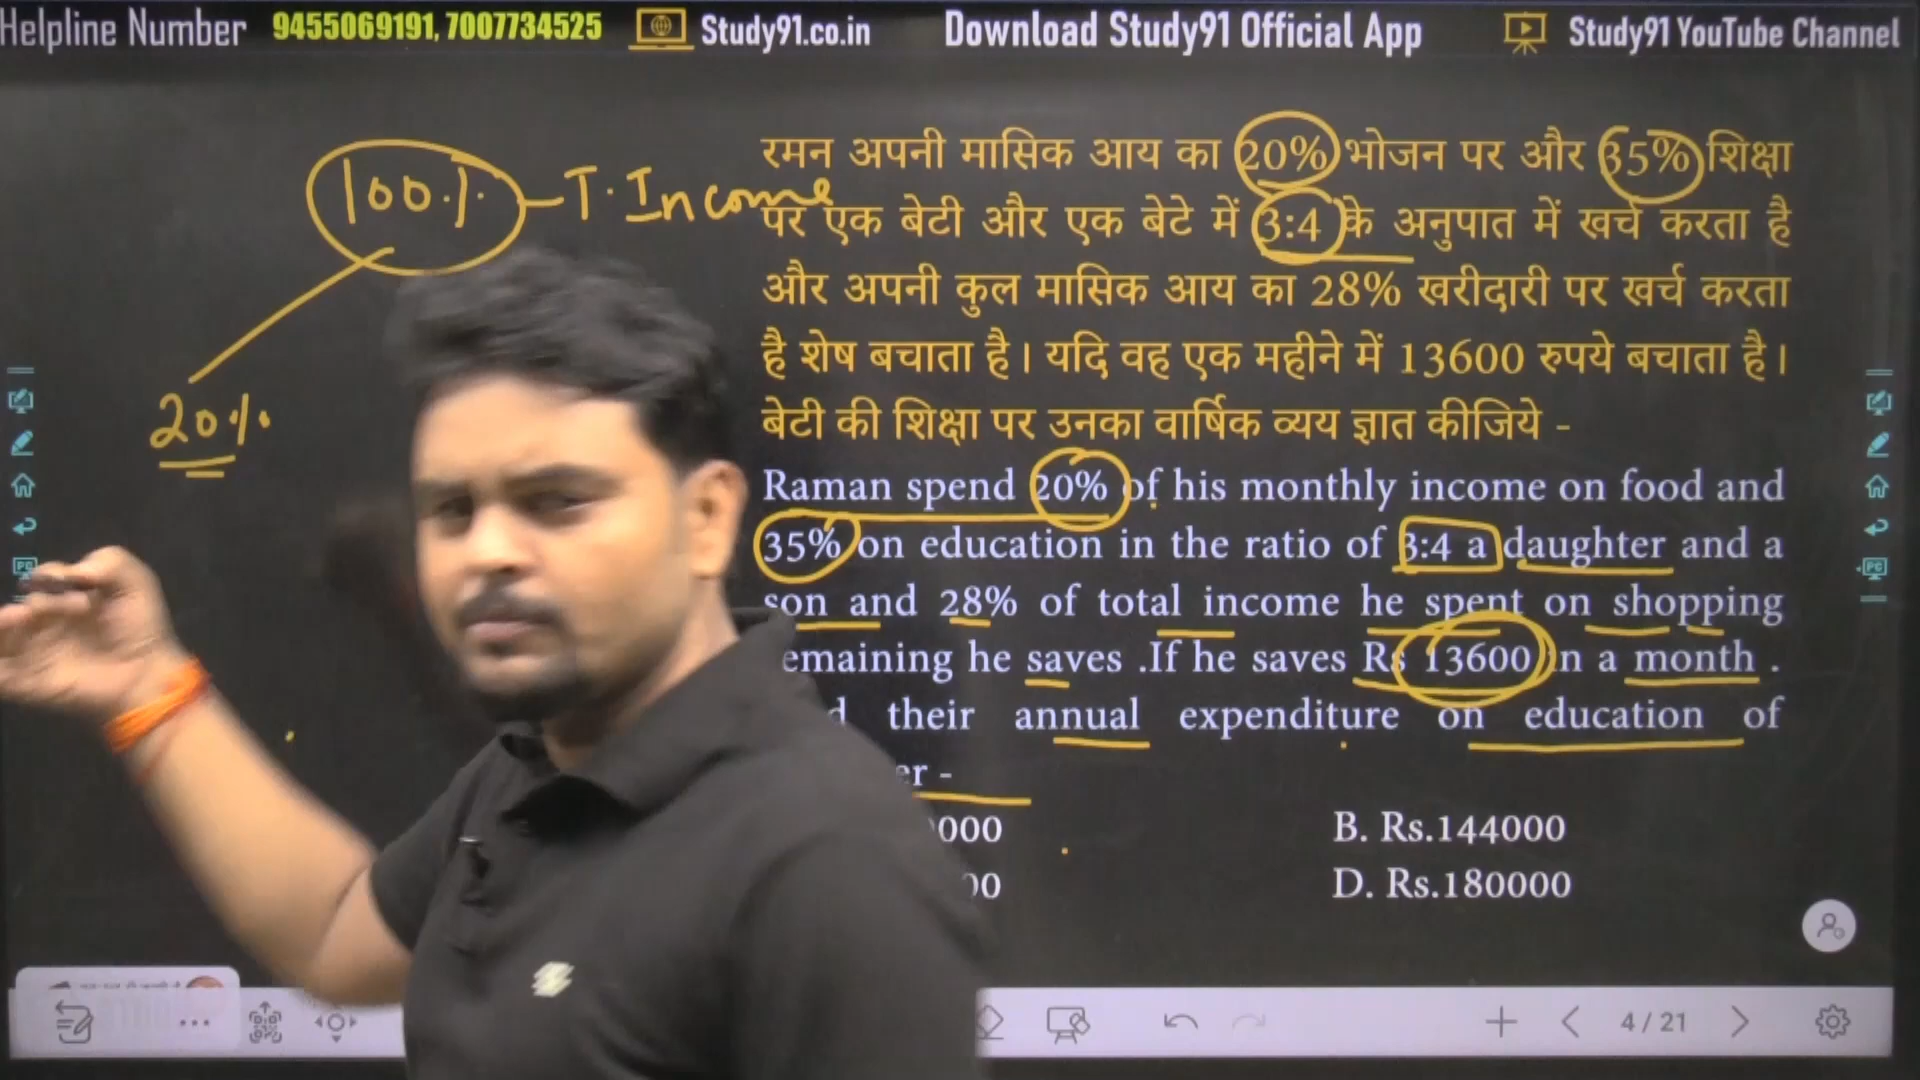 Helpline Number 9455069191, 7007734525 Study91.co.in Download Study91 Official App Study91 YouTube Channel
100% - T. Income
20%
रमन अपनी मासिक आय का 20% भोजन पर और 35% शिक्षा
पर एक बेटी और एक बेटे में 3:4 के अनुपात में खर्च करता है
और अपनी कुल मासिक आय का 28% खरीदारी पर खर्च करता
है शेष बचाता है। यदि वह एक महीने में 13600 रुपये बचाता है।
बेटी की शिक्षा पर उनका वार्षिक व्यय ज्ञात कीजिये -
Raman spend 20% of his monthly income on food and
35% on education in the ratio of 3:4 a daughter and a
son and 28% of total income he spent on shopping
he saves .If he saves Rs 13600 in a month .
their annual expenditure on education of
B. Rs.144000
D. Rs.180000
4 / 21